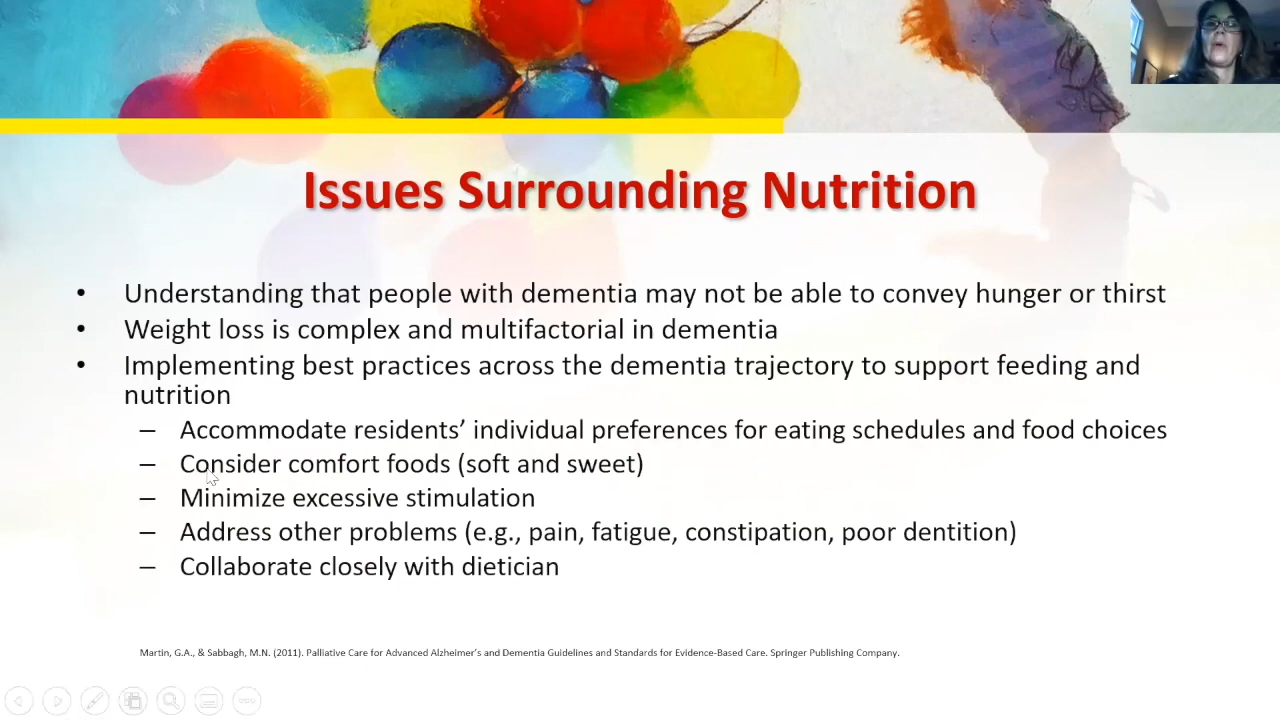 Issues Surrounding Nutrition
• Understanding that people with dementia may not be able to convey hunger or thirst
• Weight loss is complex and multifactorial in dementia
• Implementing best practices across the dementia trajectory to support feeding and
nutrition
– Accommodate residents’ individual preferences for eating schedules and food choices
– Consider comfort foods (soft and sweet)
– Minimize excessive stimulation
– Address other problems (e.g., pain, fatigue, constipation, poor dentition)
– Collaborate closely with dietician
Martin, G.A., & Sabbagh, M.N. (2011). Palliative Care for Advanced Alzheimer’s and Dementia Guidelines and Standards for Evidence-Based Care. Springer Publishing Company.